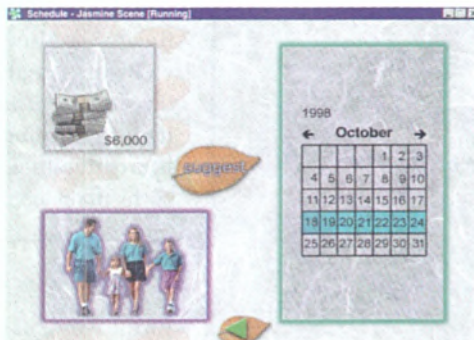 Schedule - Jasmine Scene [Running]
$6,000
suggest
1998
October
1 2 3
4 5 6 7 8 9 10
11 12 13 14 15 16 17
18 19 20 21 22 23 24
25 26 27 28 29 30 31